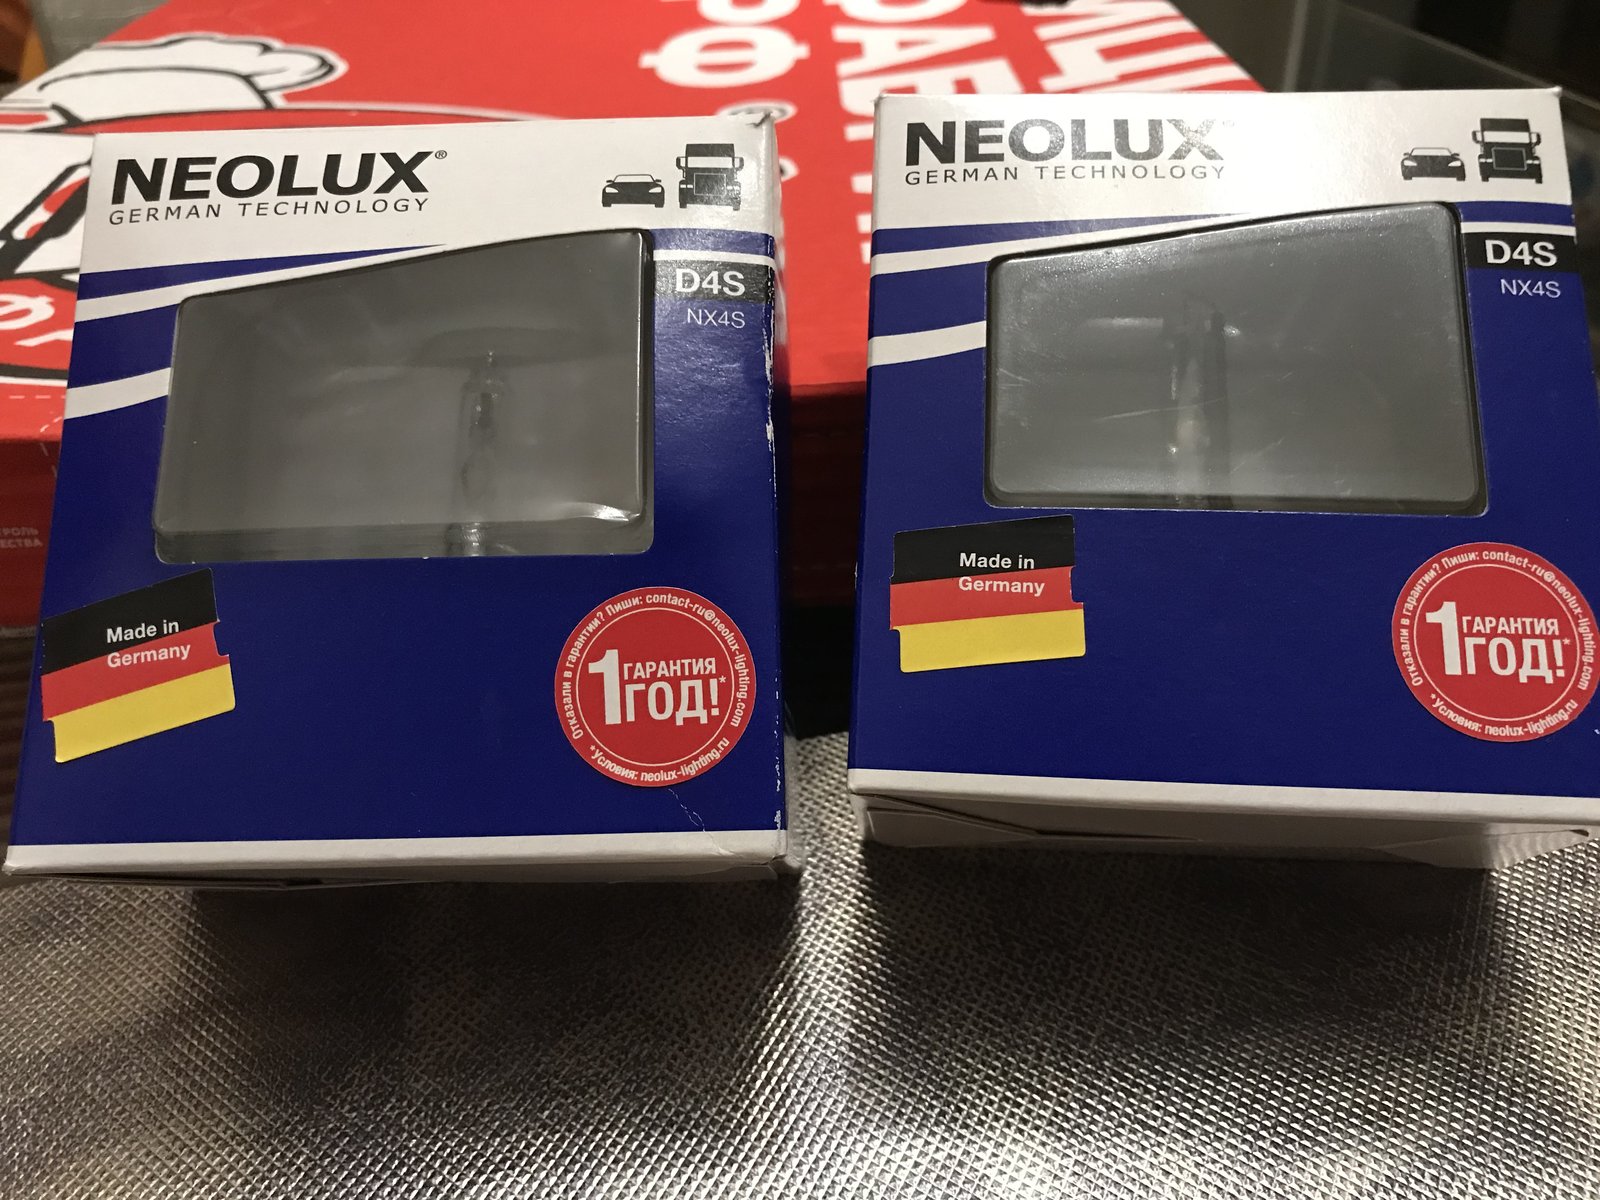 NEOLUX®
GERMAN TECHNOLOGY
D4S
NX4S
Made in
Germany
Отказали в гарантии? Пиши: contact-ru@neolux-lighting.com
1 ГАРАНТИЯ
ГОД!*
*Условия: neolux-lighting.ru
NEOLUX
GERMAN TECHNOLOGY
D4S
NX4S
Made in
Germany
Отказали в гарантии? Пиши: contact-ru@neolux-lighting.com
1 ГАРАНТИЯ
ГОД!*
*Условия: neolux-lighting.ru